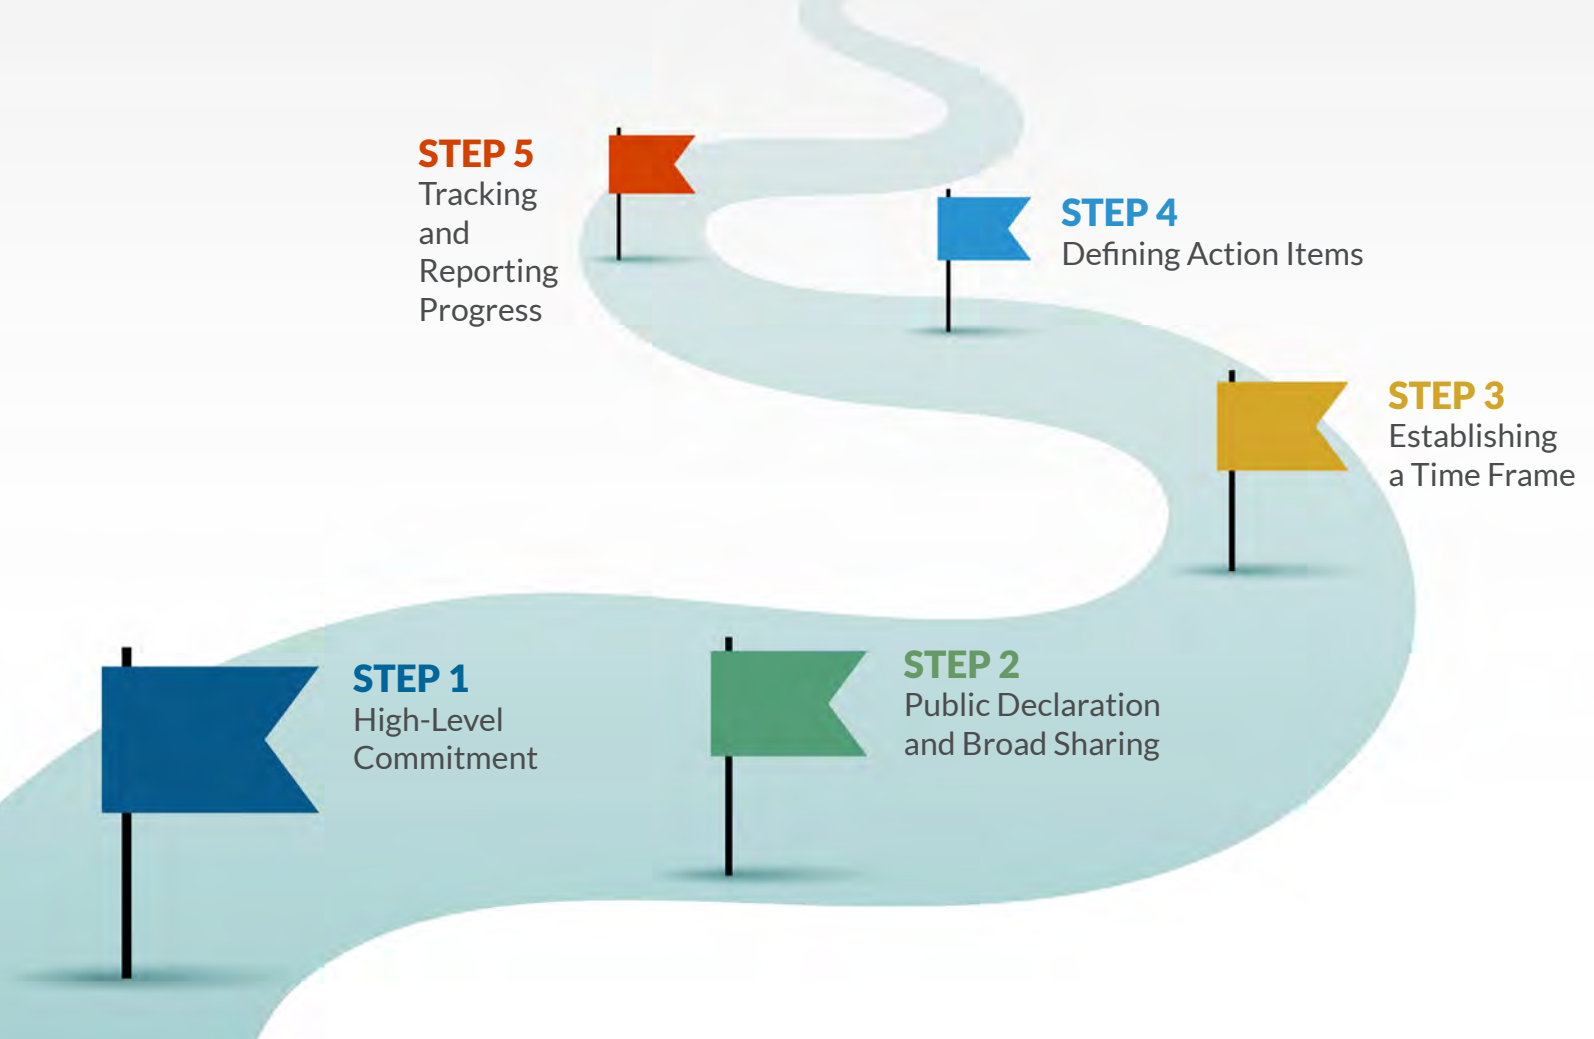 STEP 5
Tracking
and
Reporting
Progress
STEP 4
Defining Action Items
STEP 3
Establishing
a Time Frame
STEP 1
High-Level
Commitment
STEP 2
Public Declaration
and Broad Sharing